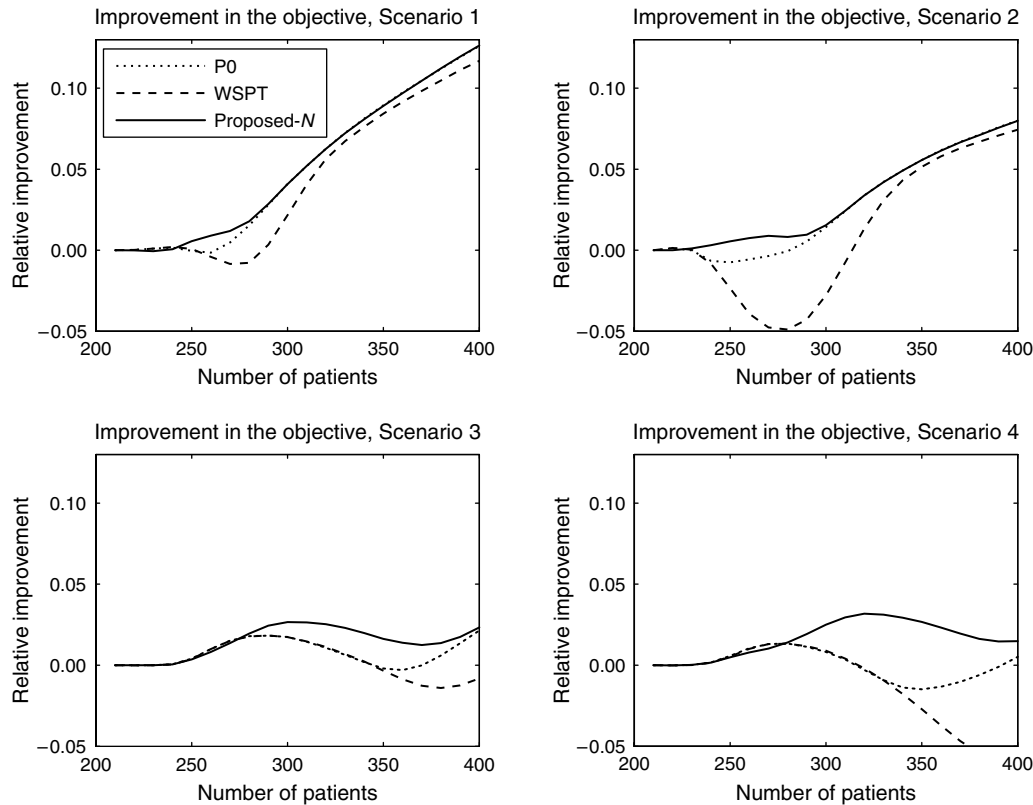 Improvement in the objective, Scenario 1
Relative improvement
0.10
0.05
0.00
−0.05
P0
WSPT
Proposed-N
200
250
300
350
400
Number of patients
Improvement in the objective, Scenario 2
Relative improvement
0.10
0.05
0.00
−0.05
200
250
300
350
400
Number of patients
Improvement in the objective, Scenario 3
Relative improvement
0.10
0.05
0.00
−0.05
200
250
300
350
400
Number of patients
Improvement in the objective, Scenario 4
Relative improvement
0.10
0.05
0.00
−0.05
200
250
300
350
400
Number of patients